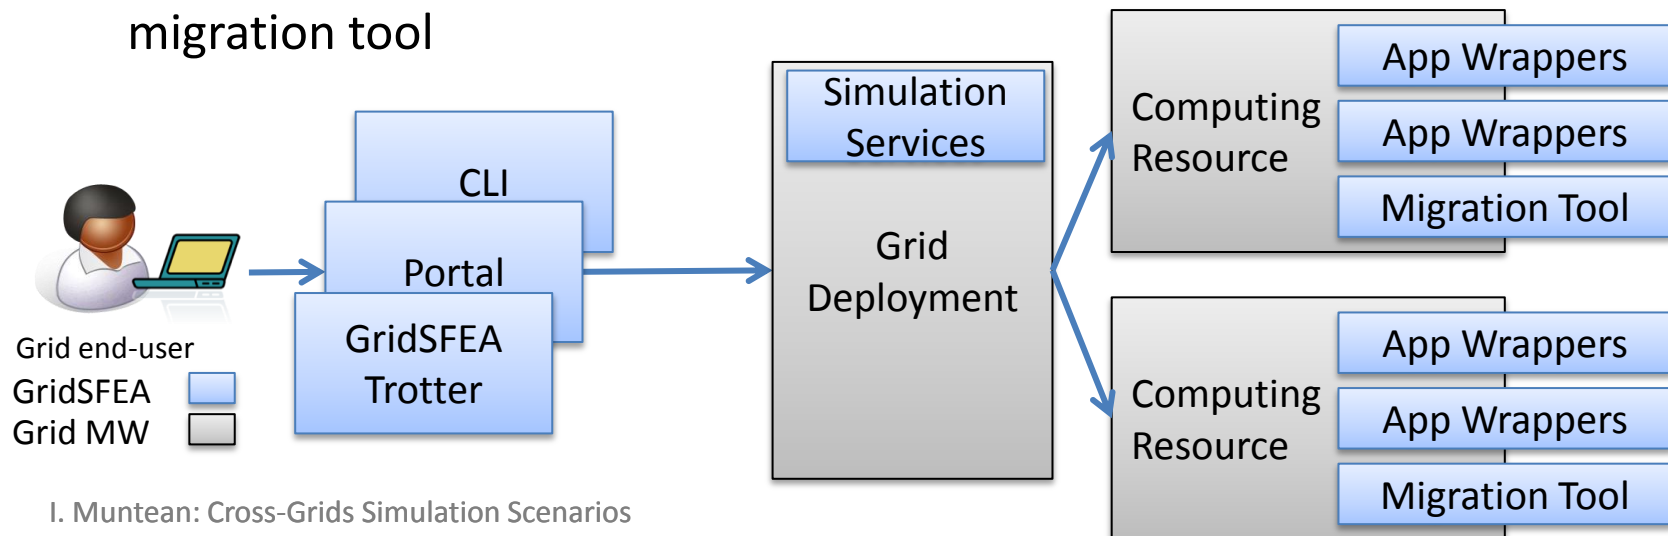 migration tool
CLI
Portal
GridSFEA
Trotter
Grid end-user
GridSFEA
Grid MW
Simulation
Services
Grid
Deployment
Computing
Resource
App Wrappers
App Wrappers
Migration Tool
Computing
Resource
App Wrappers
App Wrappers
Migration Tool
I. Muntean: Cross-Grids Simulation Scenarios